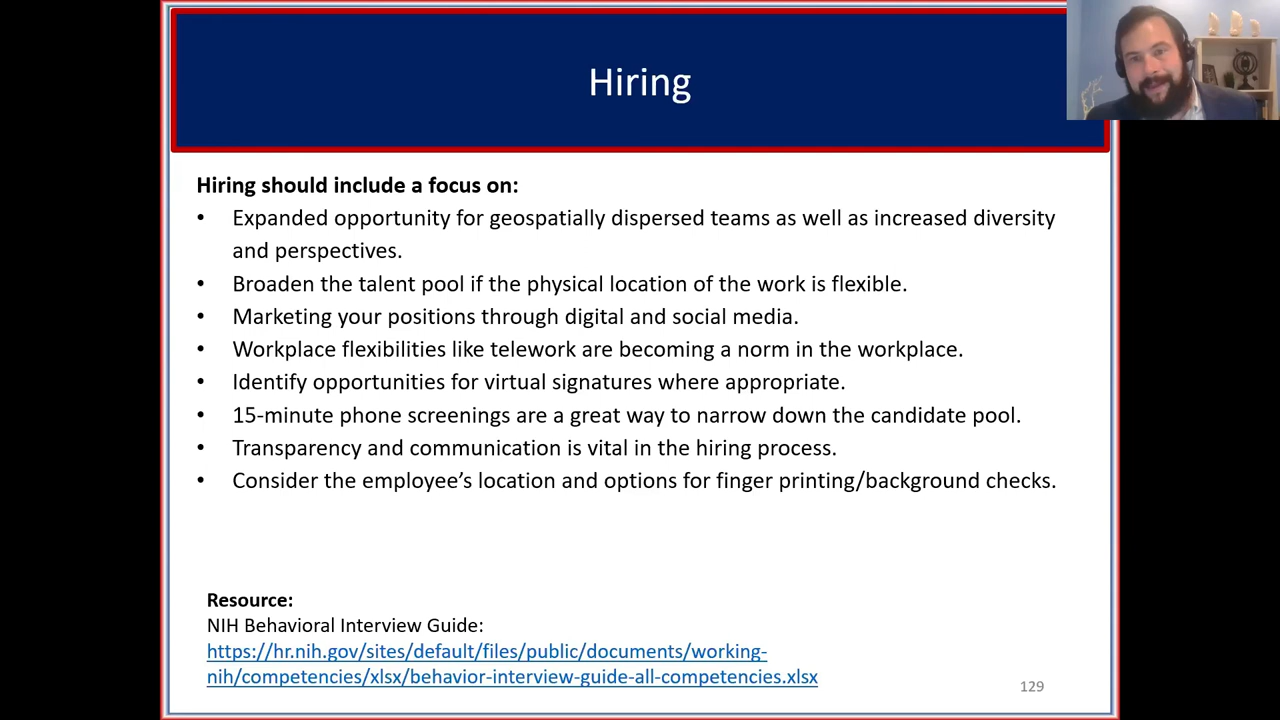 Hiring
Hiring should include a focus on:
• Expanded opportunity for geospatially dispersed teams as well as increased diversity
and perspectives.
• Broaden the talent pool if the physical location of the work is flexible.
• Marketing your positions through digital and social media.
• Workplace flexibilities like telework are becoming a norm in the workplace.
• Identify opportunities for virtual signatures where appropriate.
• 15-minute phone screenings are a great way to narrow down the candidate pool.
• Transparency and communication is vital in the hiring process.
• Consider the employee’s location and options for finger printing/background checks.
Resource:
NIH Behavioral Interview Guide:
https://hr.nih.gov/sites/default/files/public/documents/working-
nih/competencies/xlsx/behavior-interview-guide-all-competencies.xlsx
129